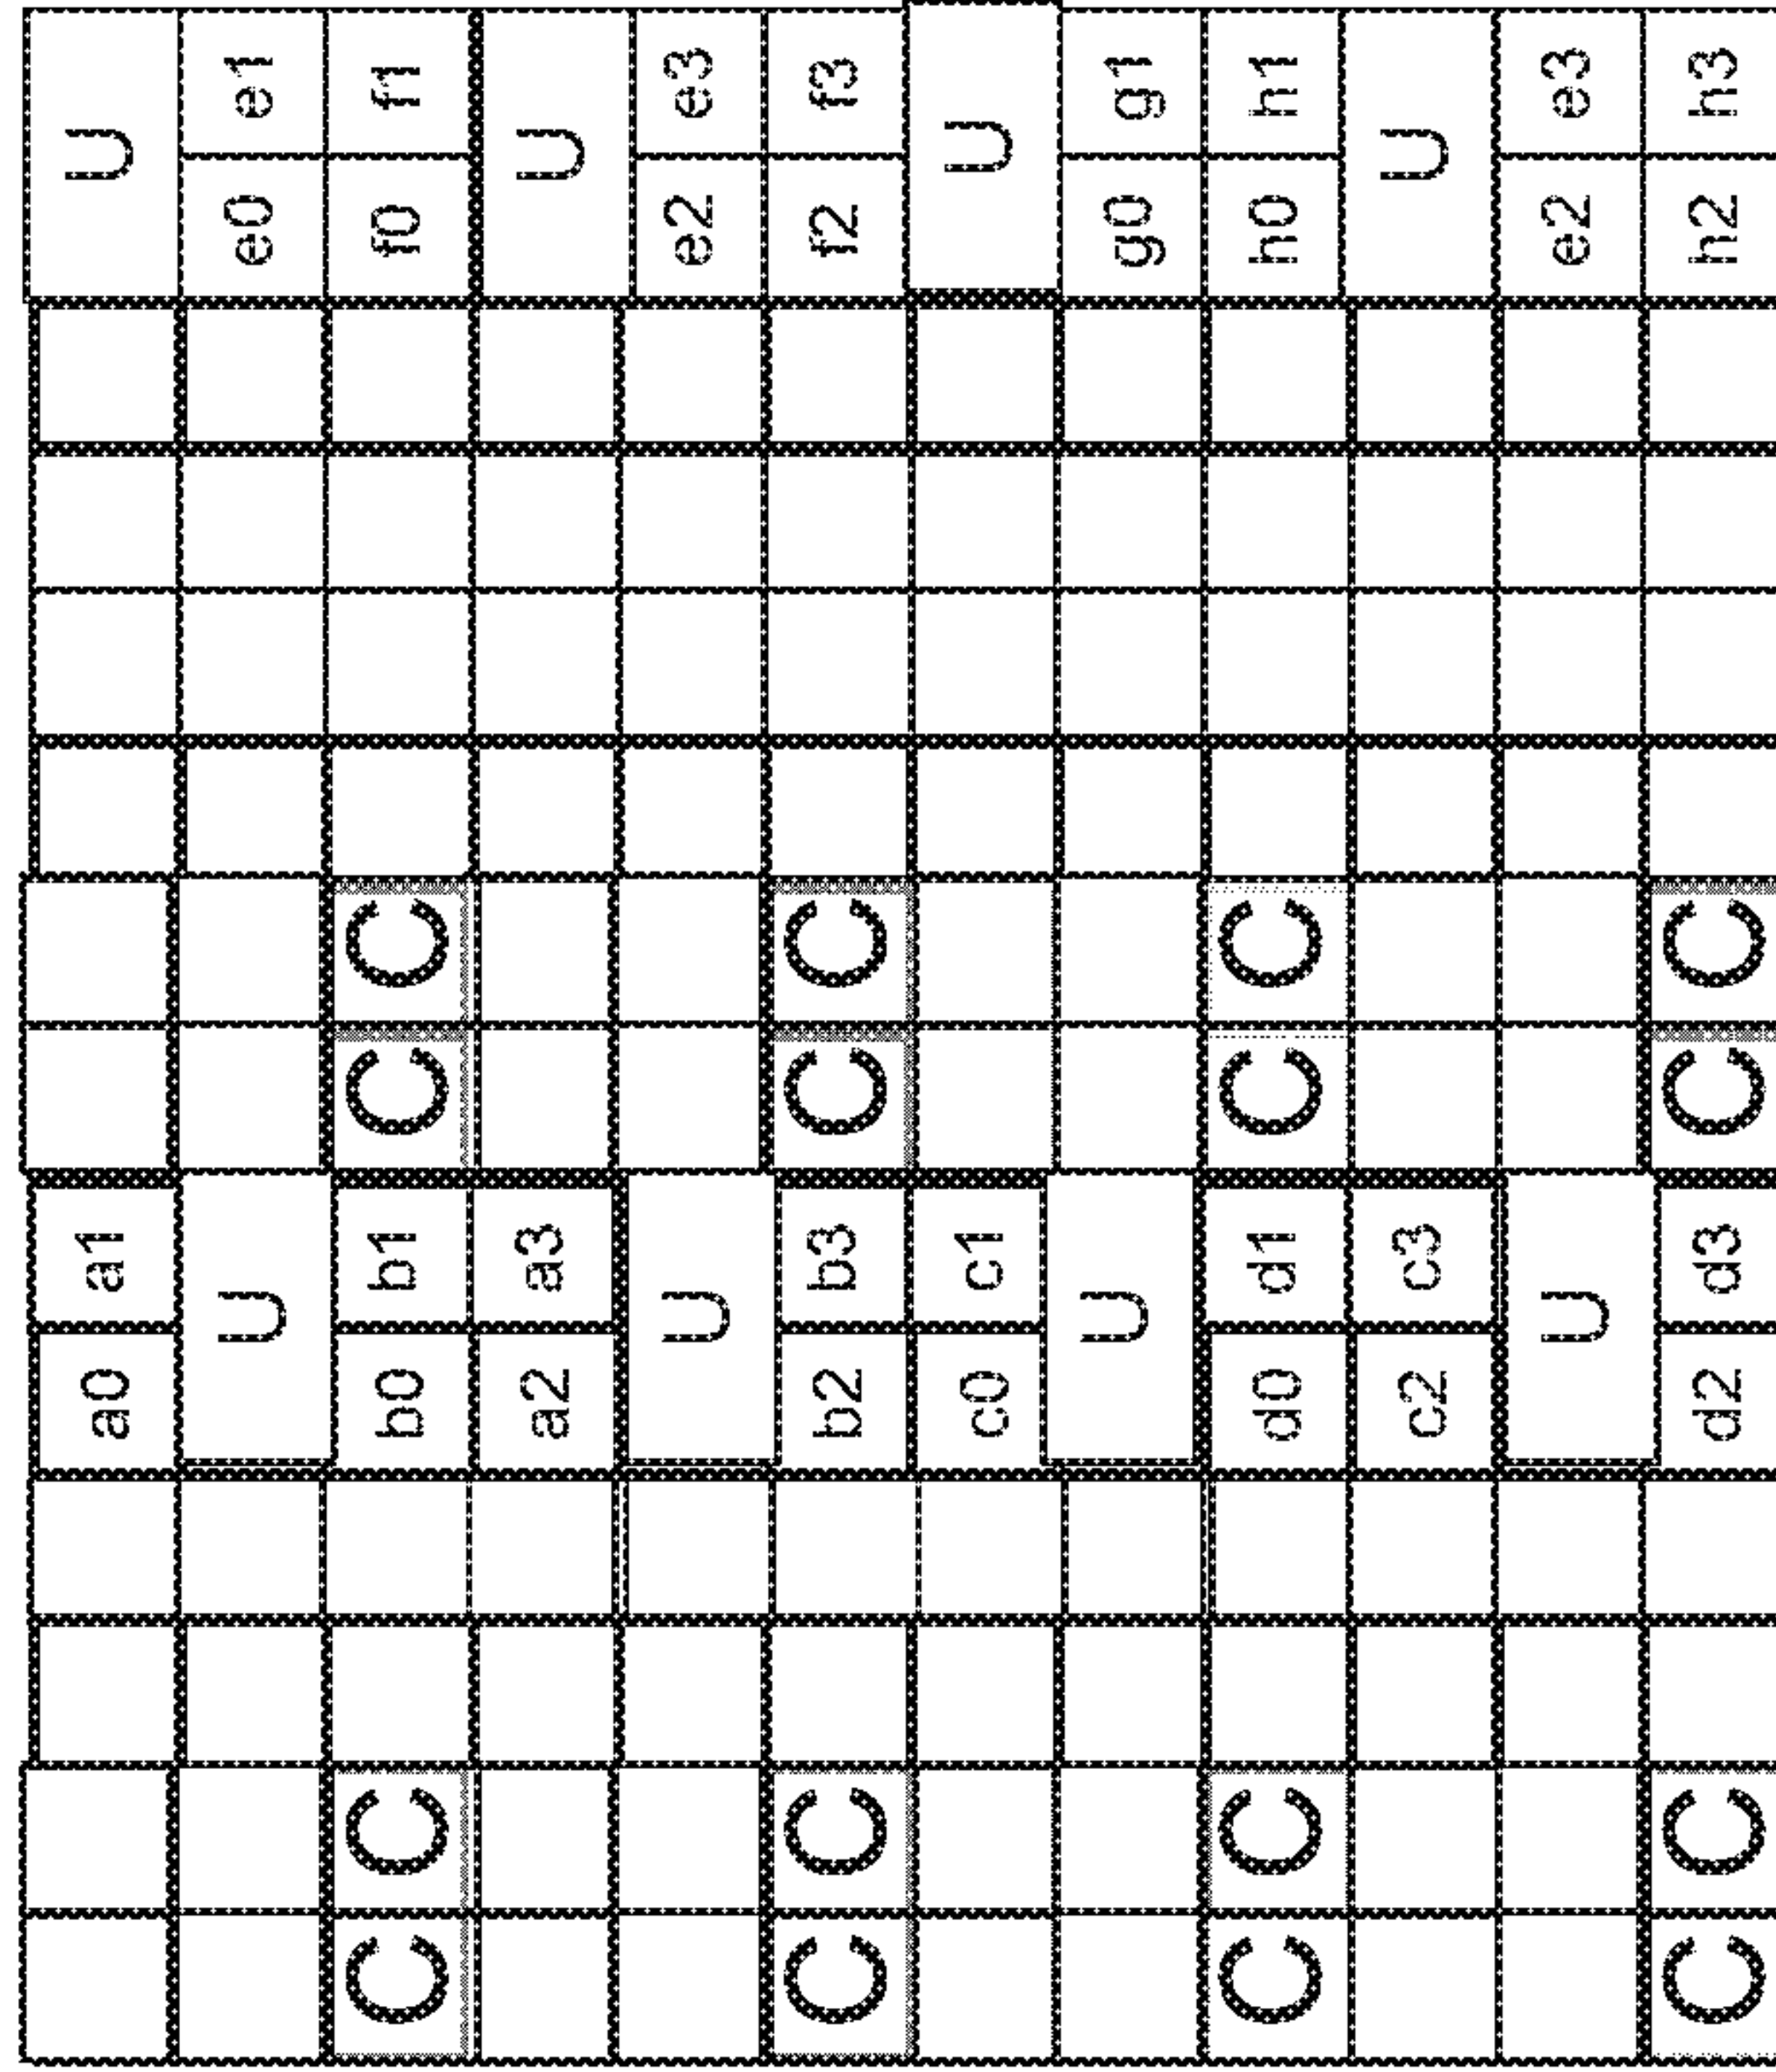 a0 a1 U
U e0 e1
C C b0 b1 C C f0 f1
a2 a3 U
U e2 e3
C C b2 b3 C C f2 f3
c0 c1 U
U g0 g1
C C d0 d1 C C h0 h1
c2 c3 U
U e2 e3
C C d2 d3 C C h2 h3